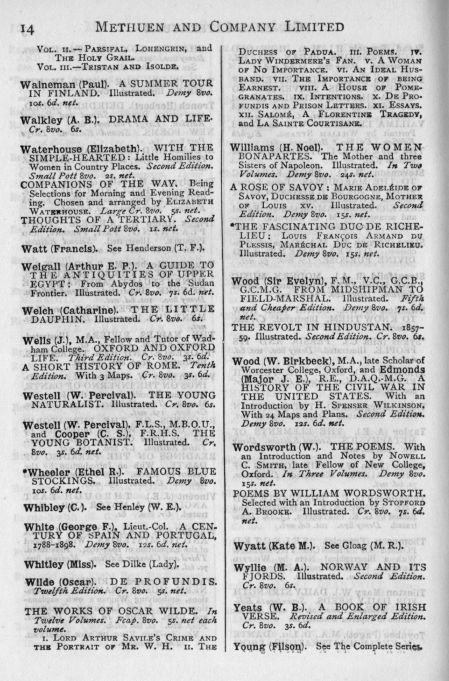 14 METHUEN AND COMPANY LIMITED
VOL. II.—PARSIFAL, LOHENGRIN, and
THE HOLY GRAIL.
VOL. III.—TRISTAN AND ISOLDE.
Waineman (Paul). A SUMMER TOUR
IN FINLAND. Illustrated. Demy 8vo.
10s. 6d. net.
Walkley (A. B.). DRAMA AND LIFE.
Cr. 8vo. 6s.
Waterhouse (Elizabeth). WITH THE
SIMPLE-HEARTED: Little Homilies to
Women in Country Places. Second Edition.
Small Pott 8vo. 2s. net.
COMPANIONS OF THE WAY. Being
Selections for Morning and Evening Read-
ing. Chosen and arranged by ELIZABETH
WATERHOUSE. Large Cr. 8vo. 5s. net.
THOUGHTS OF A TERTIARY. Second
Edition. Small Pott 8vo. 1s. net.
Watt (Francis). See Henderson (T. F.).
Weigall (Arthur E. P.). A GUIDE TO
THE ANTIQUITIES OF UPPER
EGYPT: From Abydos to the Sudan
Frontier. Illustrated. Cr. 8vo. 7s. 6d. net.
Welch (Catharine). THE LITTLE
DAUPHIN. Illustrated. Cr. 8vo. 6s.
Wells (J.), M.A., Fellow and Tutor of Wad-
ham College. OXFORD AND OXFORD
LIFE. Third Edition. Cr. 8vo. 3s. 6d.
A SHORT HISTORY OF ROME. Tenth
Edition. With 3 Maps. Cr. 8vo. 3s. 6d.
Westell (W. Percival). THE YOUNG
NATURALIST. Illustrated. Cr. 8vo. 6s.
Westell (W. Percival), F.L.S., M.B.O.U.,
and Cooper (C. S.), F.R.H.S. THE
YOUNG BOTANIST. Illustrated. Cr.
8vo. 3s. 6d. net.
*Wheeler (Ethel R.). FAMOUS BLUE
STOCKINGS. Illustrated. Demy 8vo.
10s. 6d. net.
Whibley (C.). See Henley (W. E.).
White (George F.), Lieut.-Col. A CEN-
TURY OF SPAIN AND PORTUGAL,
1788-1898. Demy 8vo. 12s. 6d. net.
Whitley (Miss). See Dilke (Lady).
Wilde (Oscar). DE PROFUNDIS.
Twelfth Edition. Cr. 8vo. 5s. net.
THE WORKS OF OSCAR WILDE. In
Twelve Volumes. Fcap. 8vo. 5s. net each
volume.
I. LORD ARTHUR SAVILE'S CRIME AND
THE PORTRAIT OF MR. W. H. II. THE
DUCHESS OF PADUA. III. POEMS. IV.
LADY WINDERMERE'S FAN. V. A WOMAN
OF NO IMPORTANCE. VI. AN IDEAL HUS-
BAND. VII. THE IMPORTANCE OF BEING
EARNEST. VIII. A HOUSE OF POME-
GRANATES. IX. INTENTIONS. X. DE PRO-
FUNDIS AND PRISON LETTERS. XI. ESSAYS.
XII. SALOMÉ, A FLORENTINE TRAGEDY,
and LA SAINTE COURTISANE.
Williams (H. Noel). THE WOMEN
BONAPARTES. The Mother and three
Sisters of Napoleon. Illustrated. In Two
Volumes. Demy 8vo. 24s. net.
A ROSE OF SAVOY: MARIE ADELÉIDE OF
SAVOY, DUCHESSE DE BOURGOGNE, MOTHER
OF LOUIS XV. Illustrated. Second
Edition. Demy 8vo. 15s. net.
*THE FASCINATING DUC DE RICHE-
LIEU: LOUIS FRANÇOIS ARMAND DU
PLESSIS, MARÉCHAL DUC DE RICHELIEU.
Illustrated. Demy 8vo. 15s. net.
Wood (Sir Evelyn), F.M., V.C., G.C.B.,
G.C.M.G. FROM MIDSHIPMAN TO
FIELD-MARSHAL. Illustrated. Fifth
and Cheaper Edition. Demy 8vo. 7s. 6d.
net.
THE REVOLT IN HINDUSTAN. 1857-
59. Illustrated. Second Edition. Cr. 8vo. 6s.
Wood (W. Birkbeck), M.A., late Scholar of
Worcester College, Oxford, and Edmonds
(Major J. E.), R.E., D.A.Q.-M.G. A
HISTORY OF THE CIVIL WAR IN
THE UNITED STATES. With an
Introduction by H. SPENSER WILKINSON,
With 24 Maps and Plans. Second Edition.
Demy 8vo. 12s. 6d. net.
Wordsworth (W.). THE POEMS. With
an Introduction and Notes by NOWELL
C. SMITH, late Fellow of New College,
Oxford. In Three Volumes. Demy 8vo.
15s. net.
POEMS BY WILLIAM WORDSWORTH.
Selected with an Introduction by STOPFORD
A. BROOKE. Illustrated. Cr. 8vo. 7s. 6d.
net.
Wyatt (Kate M.). See Gloag (M. R.).
Wyllie (M. A.). NORWAY AND ITS
FJORDS. Illustrated. Second Edition.
Cr. 8vo. 6s.
Yeats (W. B.). A BOOK OF IRISH
VERSE. Revised and Enlarged Edition.
Cr. 8vo. 3s. 6d.
Young (Filson). See The Complete Series.